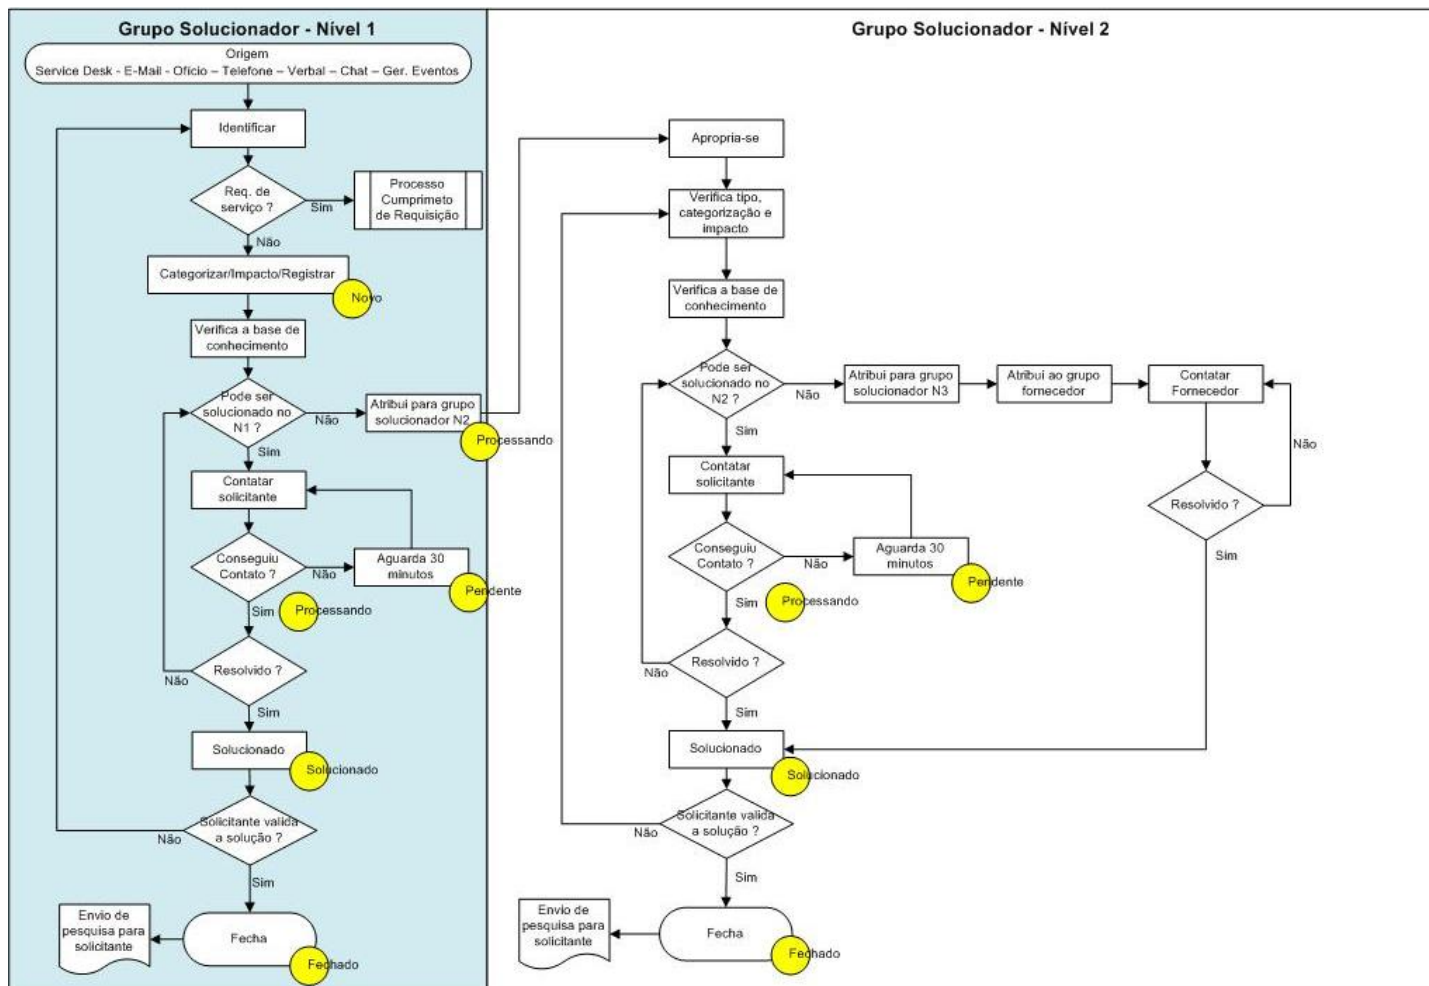 Grupo Solucionador - Nível 1
Origem
Service Desk - E-Mail - Ofício – Telefone – Verbal – Chat – Ger. Eventos
Identificar
Req. de
serviço ?
Sim
Processo
Cumprimeto
de Requisição
Não
Categorizar/Impacto/Registrar
Novo
Verifica a base de
conhecimento
Pode ser
solucionado no
N1 ?
Não
Atribui para grupo
solucionador N2
Processando
Sim
Contatar
solicitante
Conseguiu
Contato ?
Não
Aguarda 30
minutos
Pendente
Sim
Processando
Resolvido ?
Não
Sim
Solucionado
Solucionado
Solicitante valida
a solução ?
Não
Sim
Envio de
pesquisa para
solicitante
Fecha
Fechado
Grupo Solucionador - Nível 2
Apropria-se
Verifica tipo,
categorização e
impacto
Verifica a base de
conhecimento
Pode ser
solucionado no
N2 ?
Não
Atribui para grupo
solucionador N3
Atribui ao grupo
fornecedor
Contatar
Fornecedor
Não
Sim
Contatar
solicitante
Resolvido ?
Sim
Conseguiu
Contato ?
Não
Aguarda 30
minutos
Pendente
Sim
Processando
Resolvido ?
Não
Sim
Solucionado
Solucionado
Solicitante valida
a solução ?
Não
Sim
Envio de
pesquisa para
solicitante
Fecha
Fechado